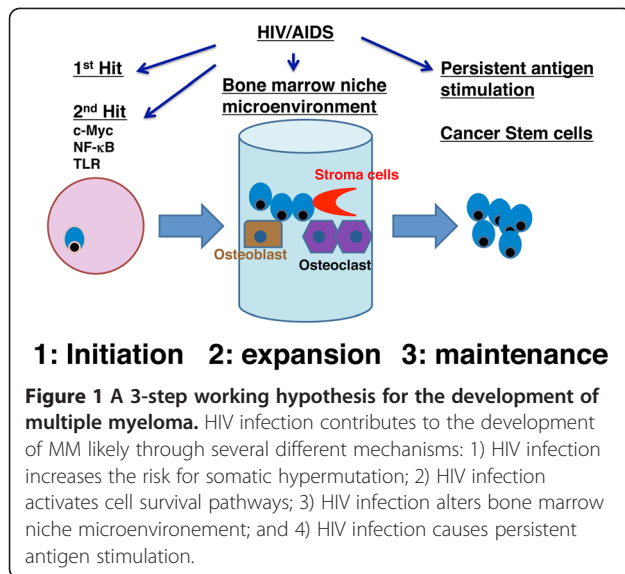 HIV/AIDS
1st Hit
2nd Hit
c-Myc
NF-κB
TLR
Bone marrow niche
microenvironment
Persistent antigen
stimulation
Cancer Stem cells
Stroma cells
Osteoblast
Osteoclast
1: Initiation 2: expansion 3: maintenance
Figure 1 A 3-step working hypothesis for the development of
multiple myeloma. HIV infection contributes to the development
of MM likely through several different mechanisms: 1) HIV infection
increases the risk for somatic hypermutation; 2) HIV infection
activates cell survival pathways; 3) HIV infection alters bone marrow
niche microenvironement; and 4) HIV infection causes persistent
antigen stimulation.